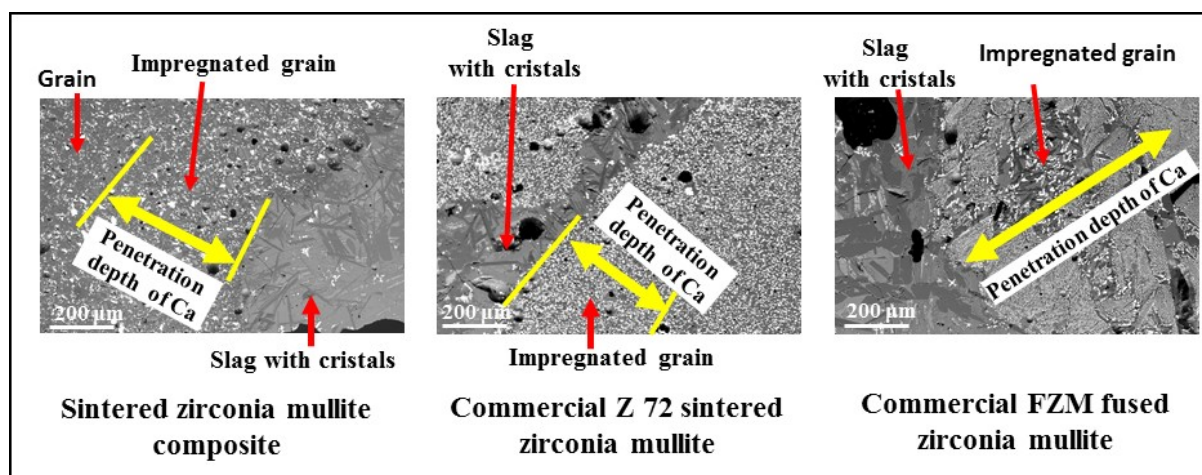 Grain
Impregnated grain
Penetration
depth of Ca
200 µm
Slag with cristals
Sintered zirconia mullite
composite
Slag
with cristals
Penetration
depth of Ca
200 µm
Impregnated grain
Commercial Z 72 sintered
zirconia mullite
Slag
with cristals
Impregnated grain
Penetration depth of Ca
200 µm
Commercial FZM fused
zirconia mullite